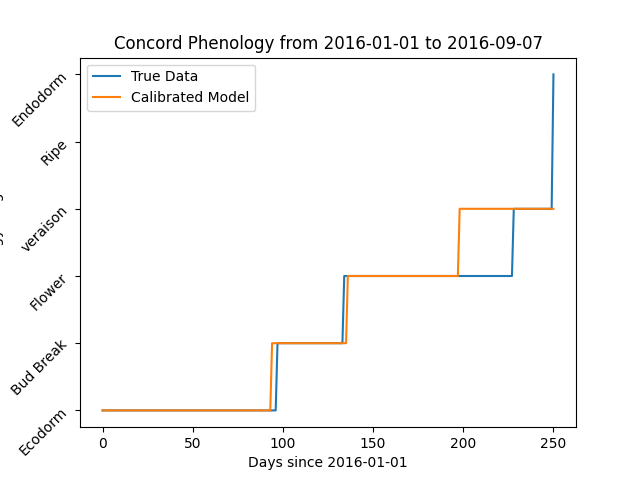 Concord Phenology from 2016-01-01 to 2016-09-07
True Data
Calibrated Model
Endodorm
Ripe
veraison
Flower
Bud Break
Ecodorm
0 50 100 150 200 250
Days since 2016-01-01